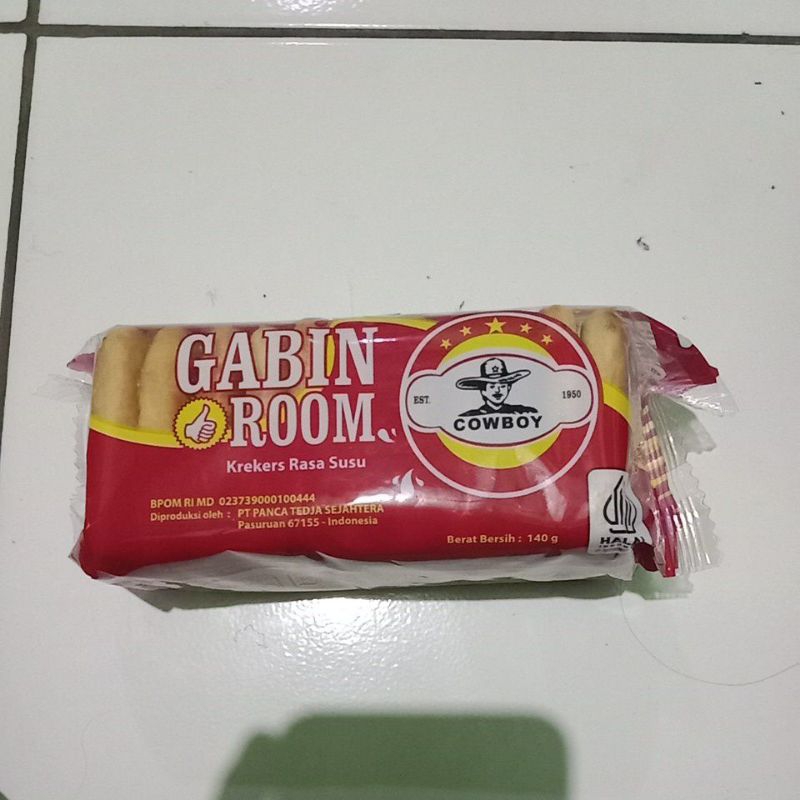 GABIN
ROOM
Krekers Rasa Susu
EST.
1950
COWBOY
BPOM RI MD 023739000100444
Diproduksi oleh : PT PANCA TEDJA SEJAHTERA
Pasuruan 67155 - Indonesia
Berat Bersih : 140 g